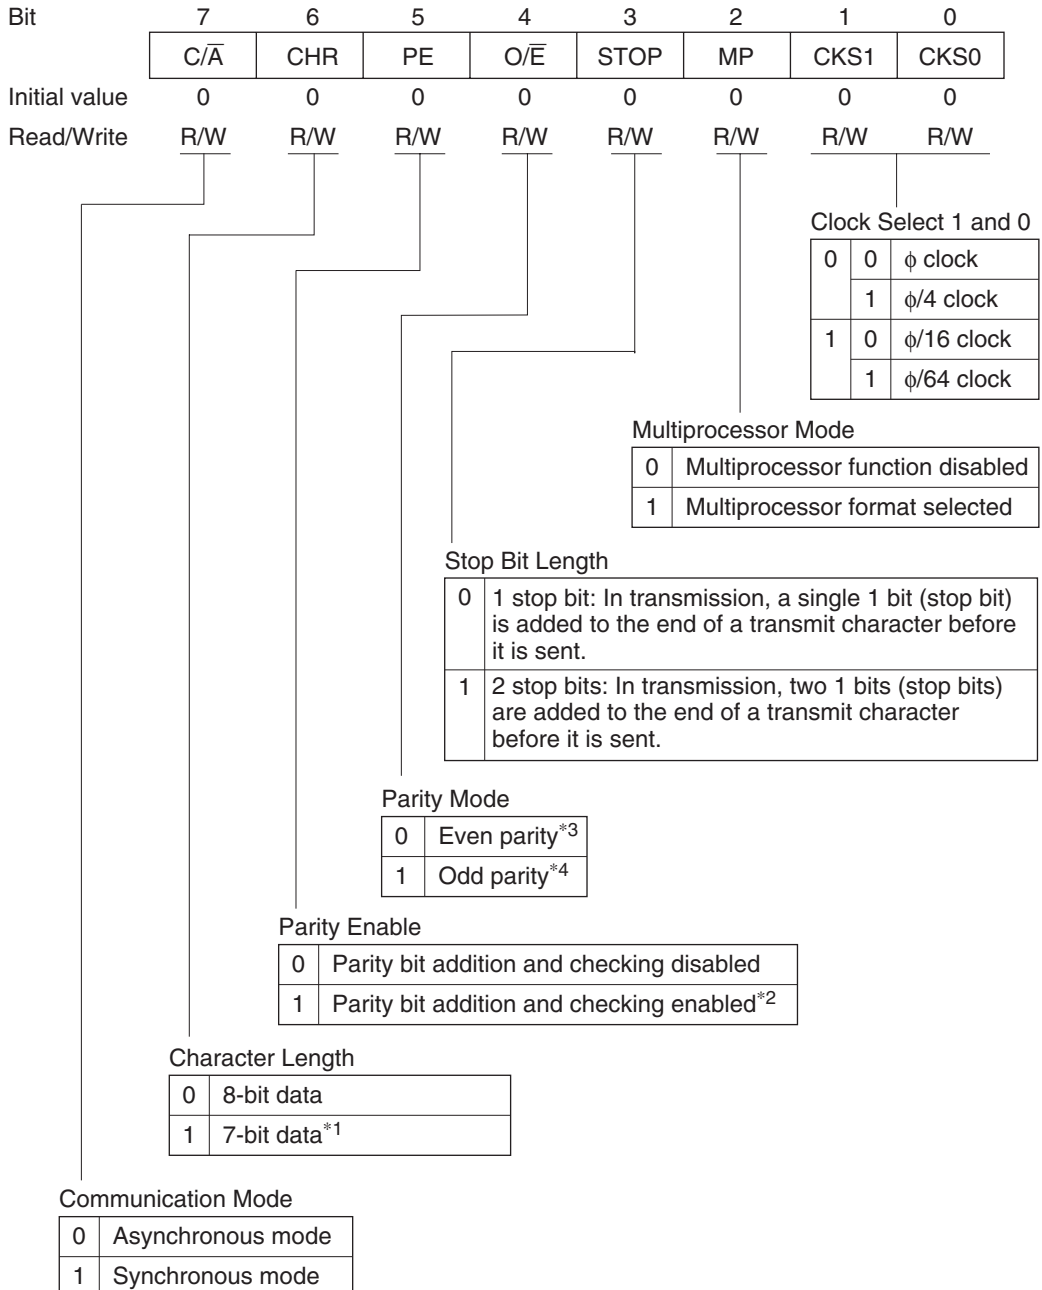 Bit 7 6 5 4 3 2 1 0
C/A̅ CHR PE O/E̅ STOP MP CKS1 CKS0
Initial value 0 0 0 0 0 0 0 0
Read/Write R/W R/W R/W R/W R/W R/W R/W R/W
Clock Select 1 and 0
0 0 ϕ clock
1 ϕ/4 clock
1 0 ϕ/16 clock
1 ϕ/64 clock
Multiprocessor Mode
0 Multiprocessor function disabled
1 Multiprocessor format selected
Stop Bit Length
0 1 stop bit: In transmission, a single 1 bit (stop bit)
is added to the end of a transmit character before
it is sent.
1 2 stop bits: In transmission, two 1 bits (stop bits)
are added to the end of a transmit character
before it is sent.
Parity Mode
0 Even parity*3
1 Odd parity*4
Parity Enable
0 Parity bit addition and checking disabled
1 Parity bit addition and checking enabled*2
Character Length
0 8-bit data
1 7-bit data*1
Communication Mode
0 Asynchronous mode
1 Synchronous mode